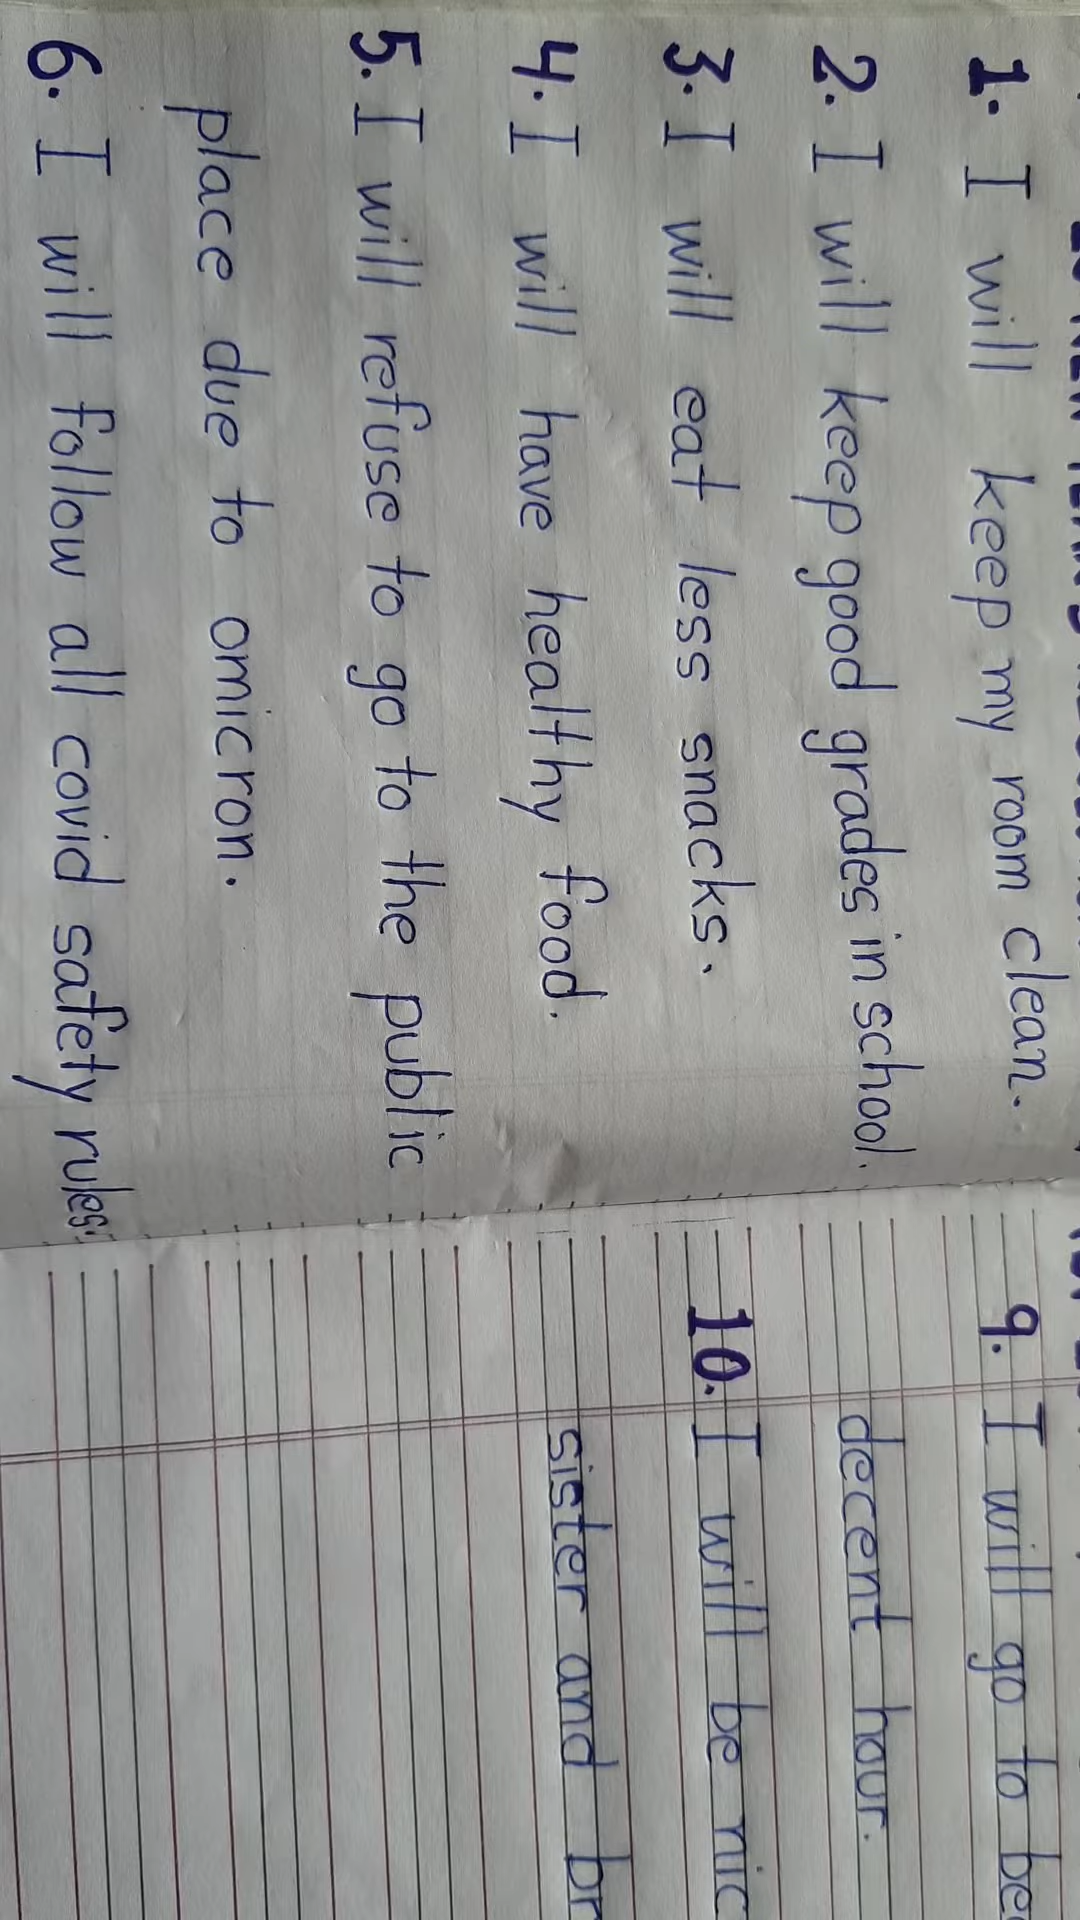 1. I will keep my room clean.
2. I will keep good grades in school.
3. I will eat less snacks.
4. I will have healthy food.
5. I will refuse to go to the public
place due to omicron.
6. I will follow all covid safety rules.
9. I will go to
decent hour.
10. I will be
sister and